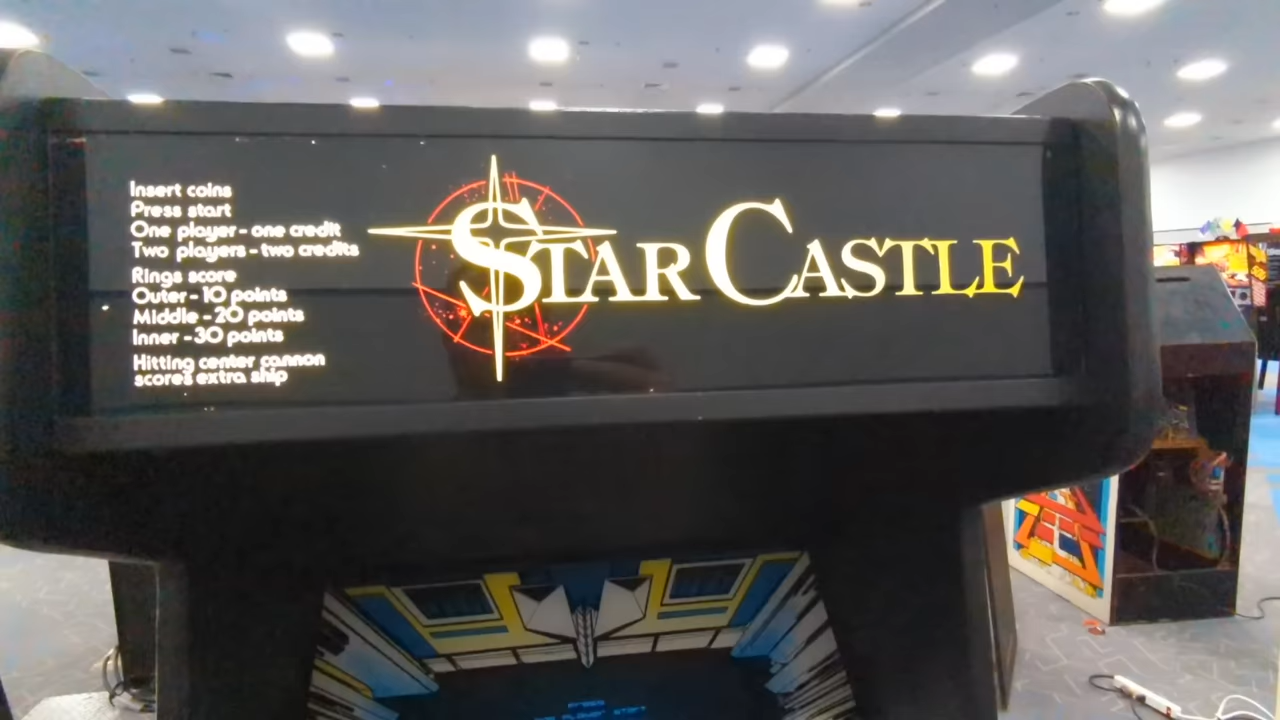 Insert coins
Press start
One player - one credit
Two players - two credits
Rings score
Outer - 10 points
Middle - 20 points
Inner - 30 points
Hitting center cannon
scores extra ship
STAR CASTLE